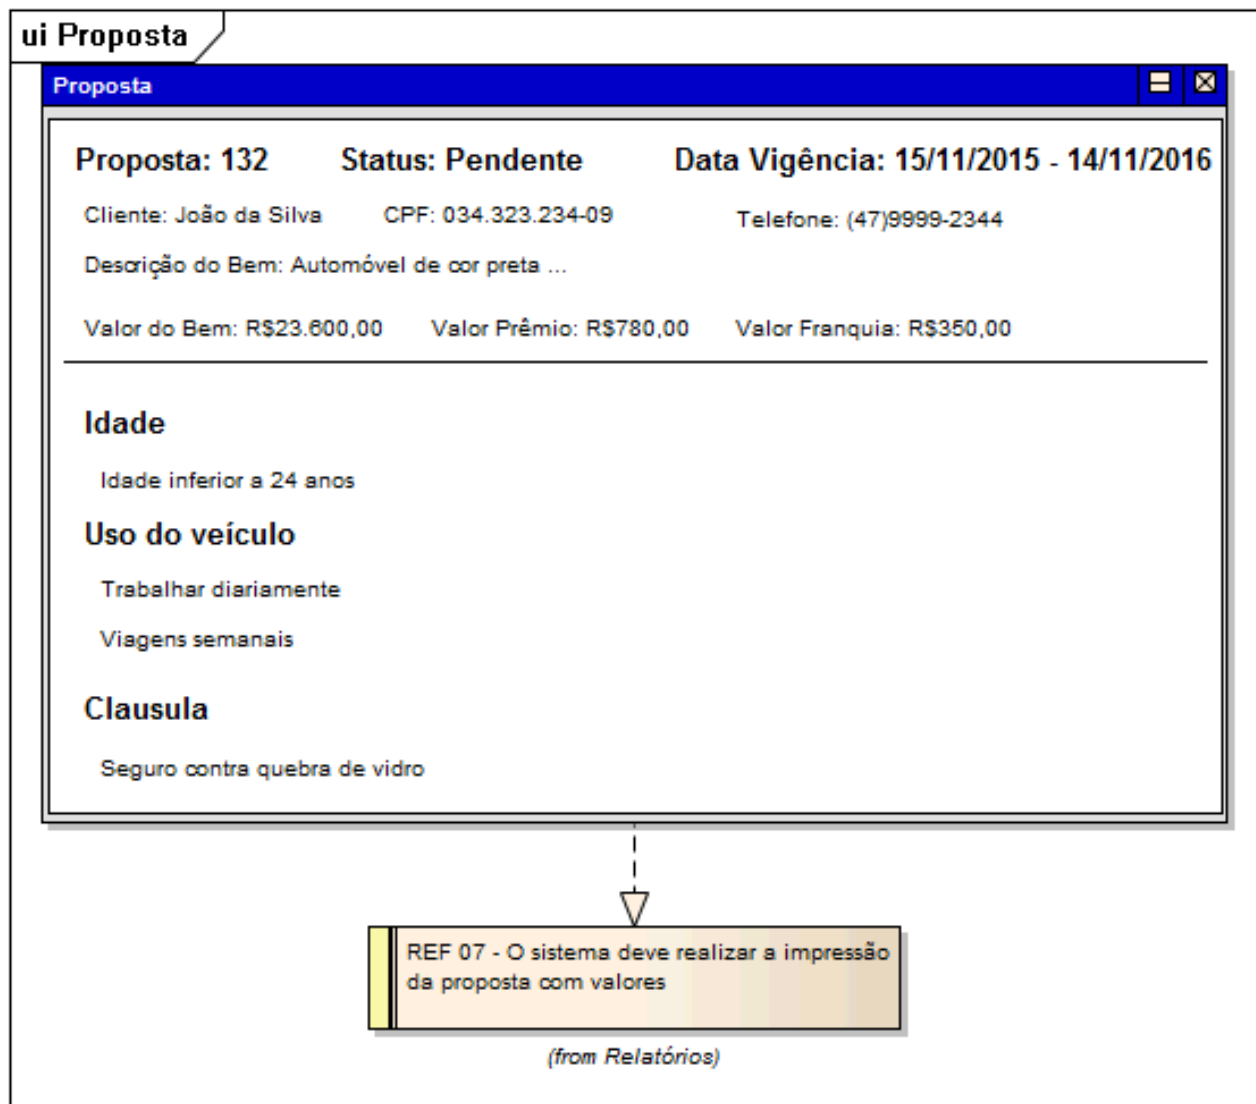 ui Proposta
Proposta
Proposta: 132 Status: Pendente Data Vigência: 15/11/2015 - 14/11/2016
Cliente: João da Silva CPF: 034.323.234-09 Telefone: (47)9999-2344
Descrição do Bem: Automóvel de cor preta ...
Valor do Bem: R$23.600,00 Valor Prêmio: R$780,00 Valor Franquia: R$350,00
Idade
Idade inferior a 24 anos
Uso do veículo
Trabalhar diariamente
Viagens semanais
Clausula
Seguro contra quebra de vidro
REF 07 - O sistema deve realizar a impressão
da proposta com valores
(from Relatórios)